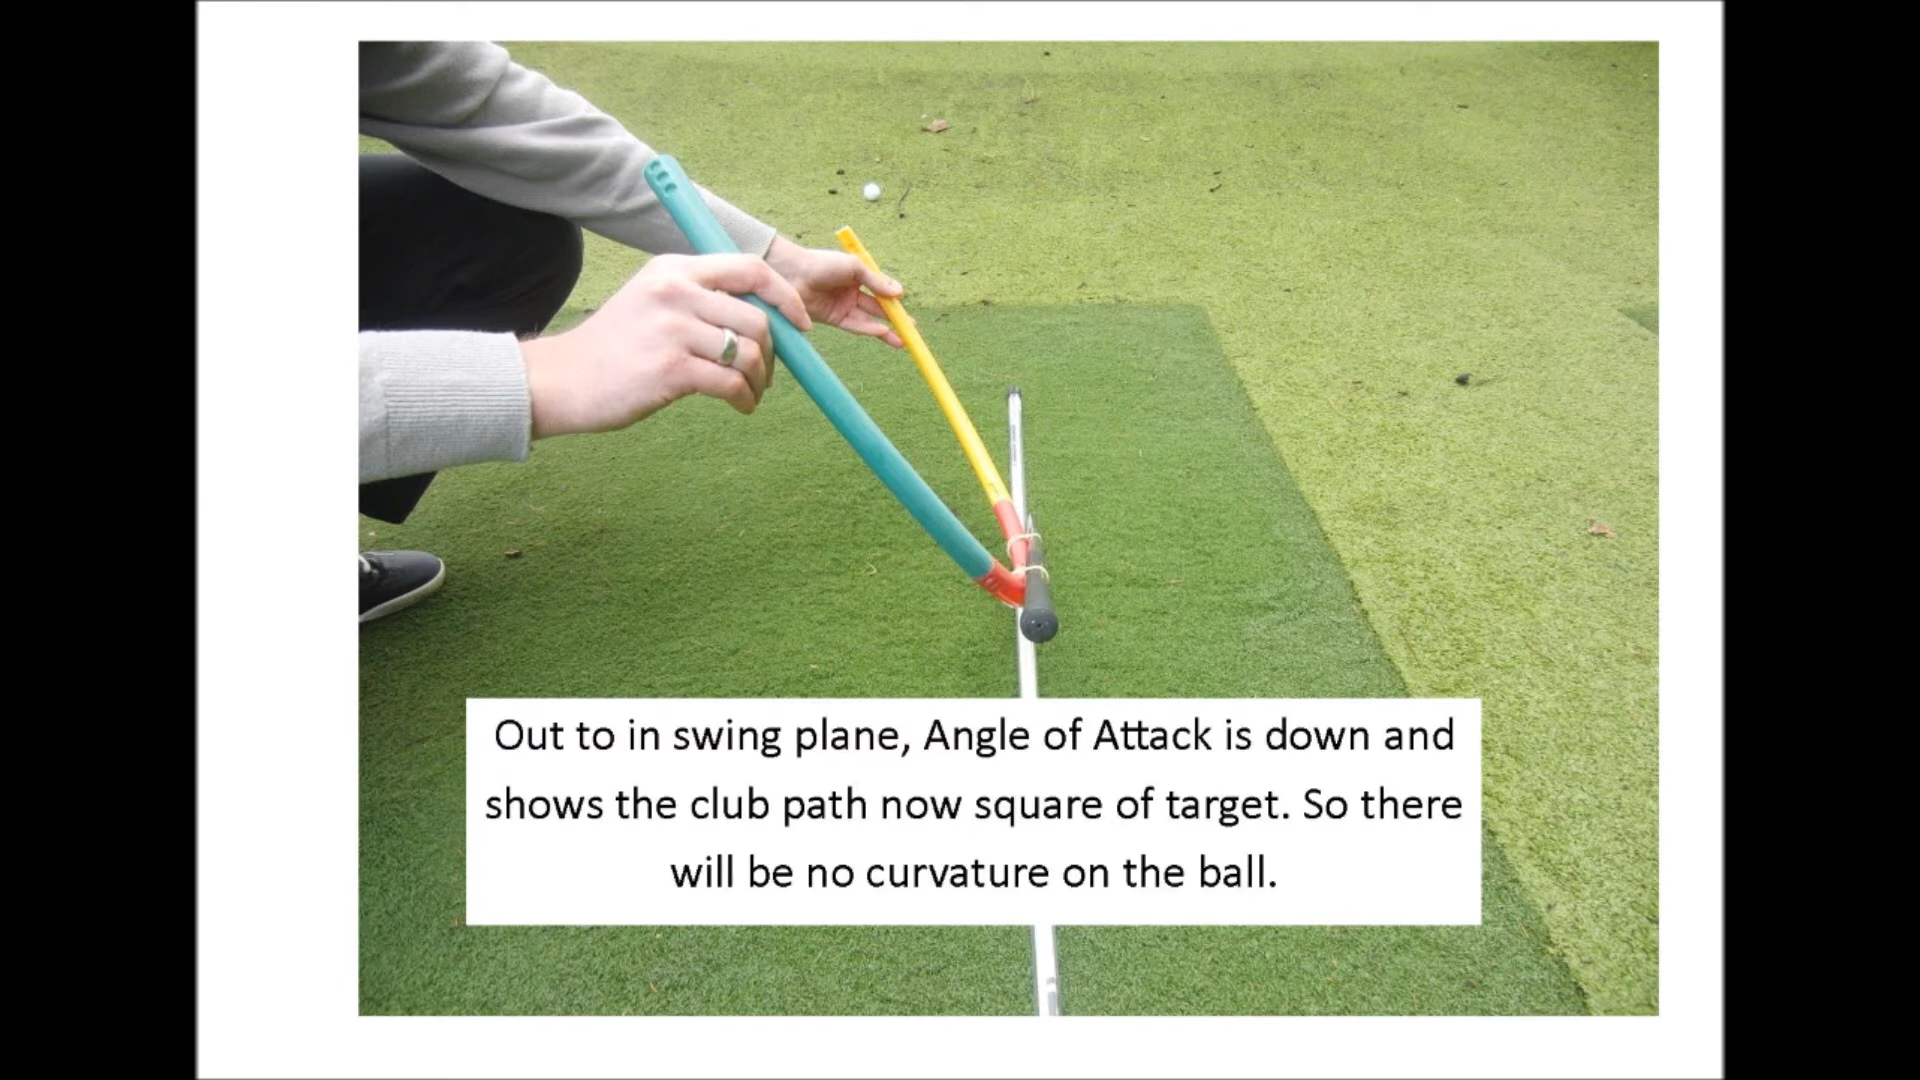 Out to in swing plane, Angle of Attack is down and
shows the club path now square of target. So there
will be no curvature on the ball.